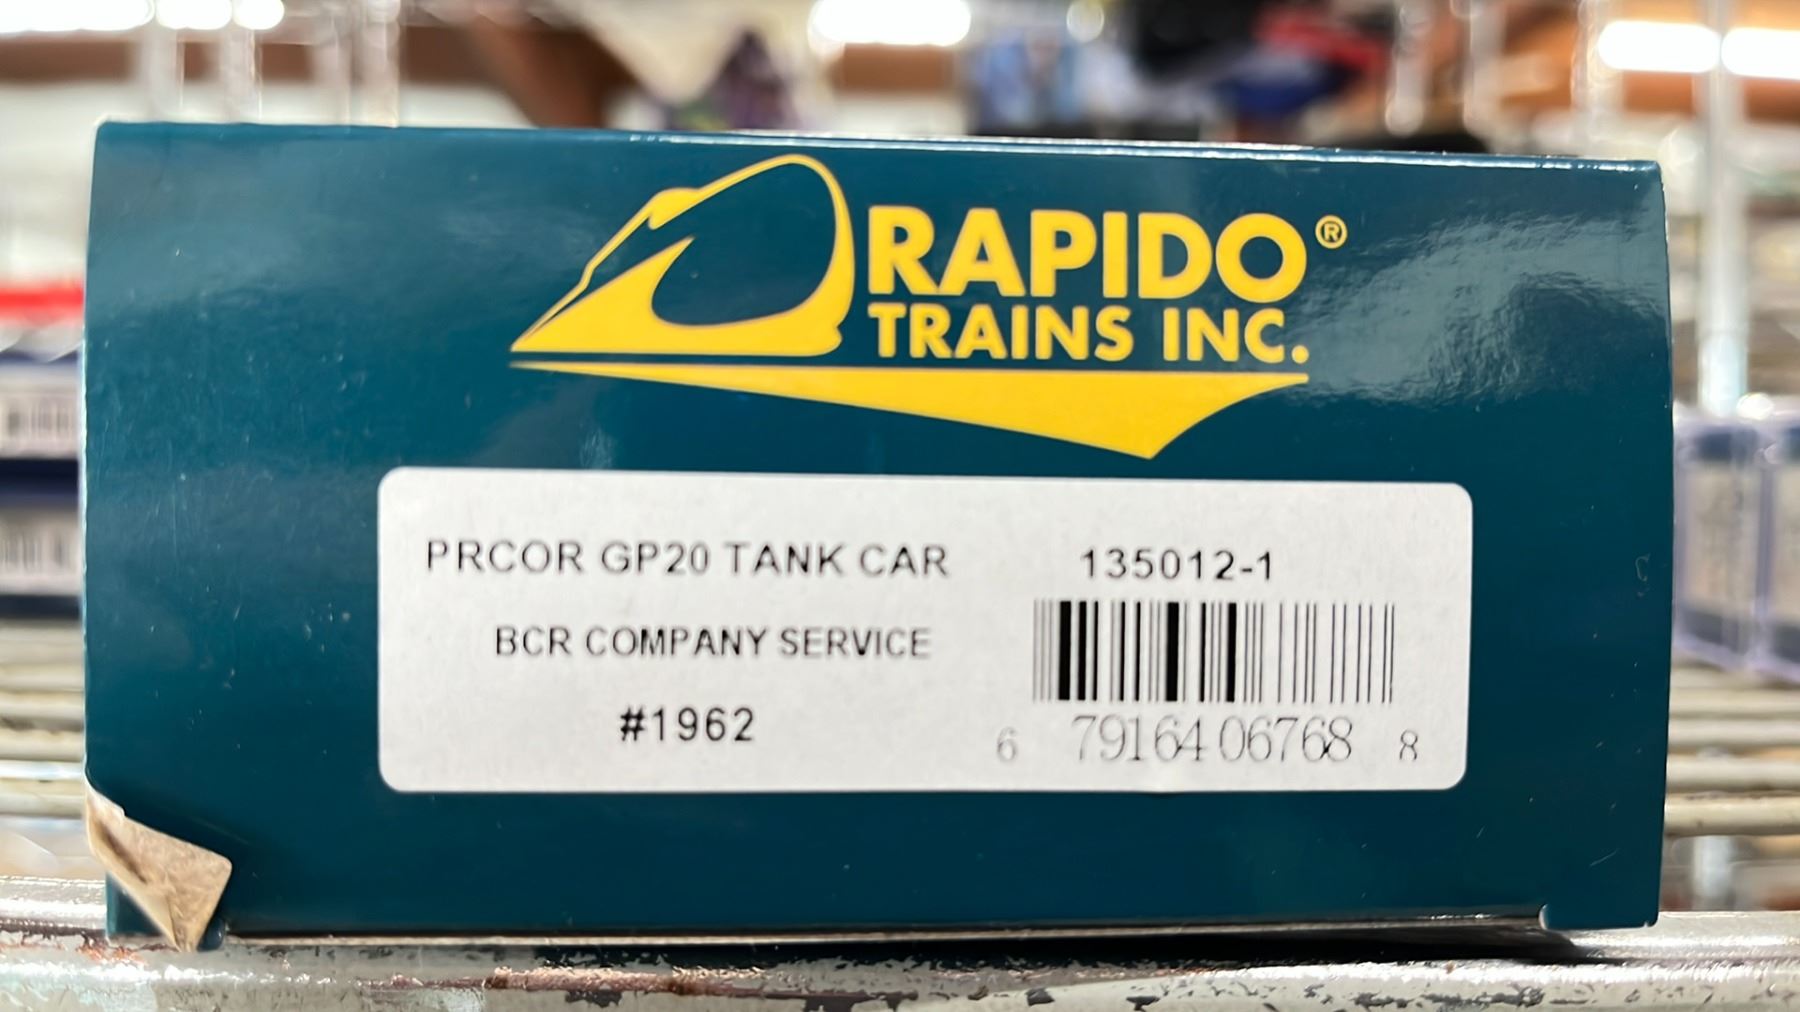 RAPIDO®
TRAINS INC.
PRCOR GP20 TANK CAR
135012-1
BCR COMPANY SERVICE
#1962
6 79164 06768 8